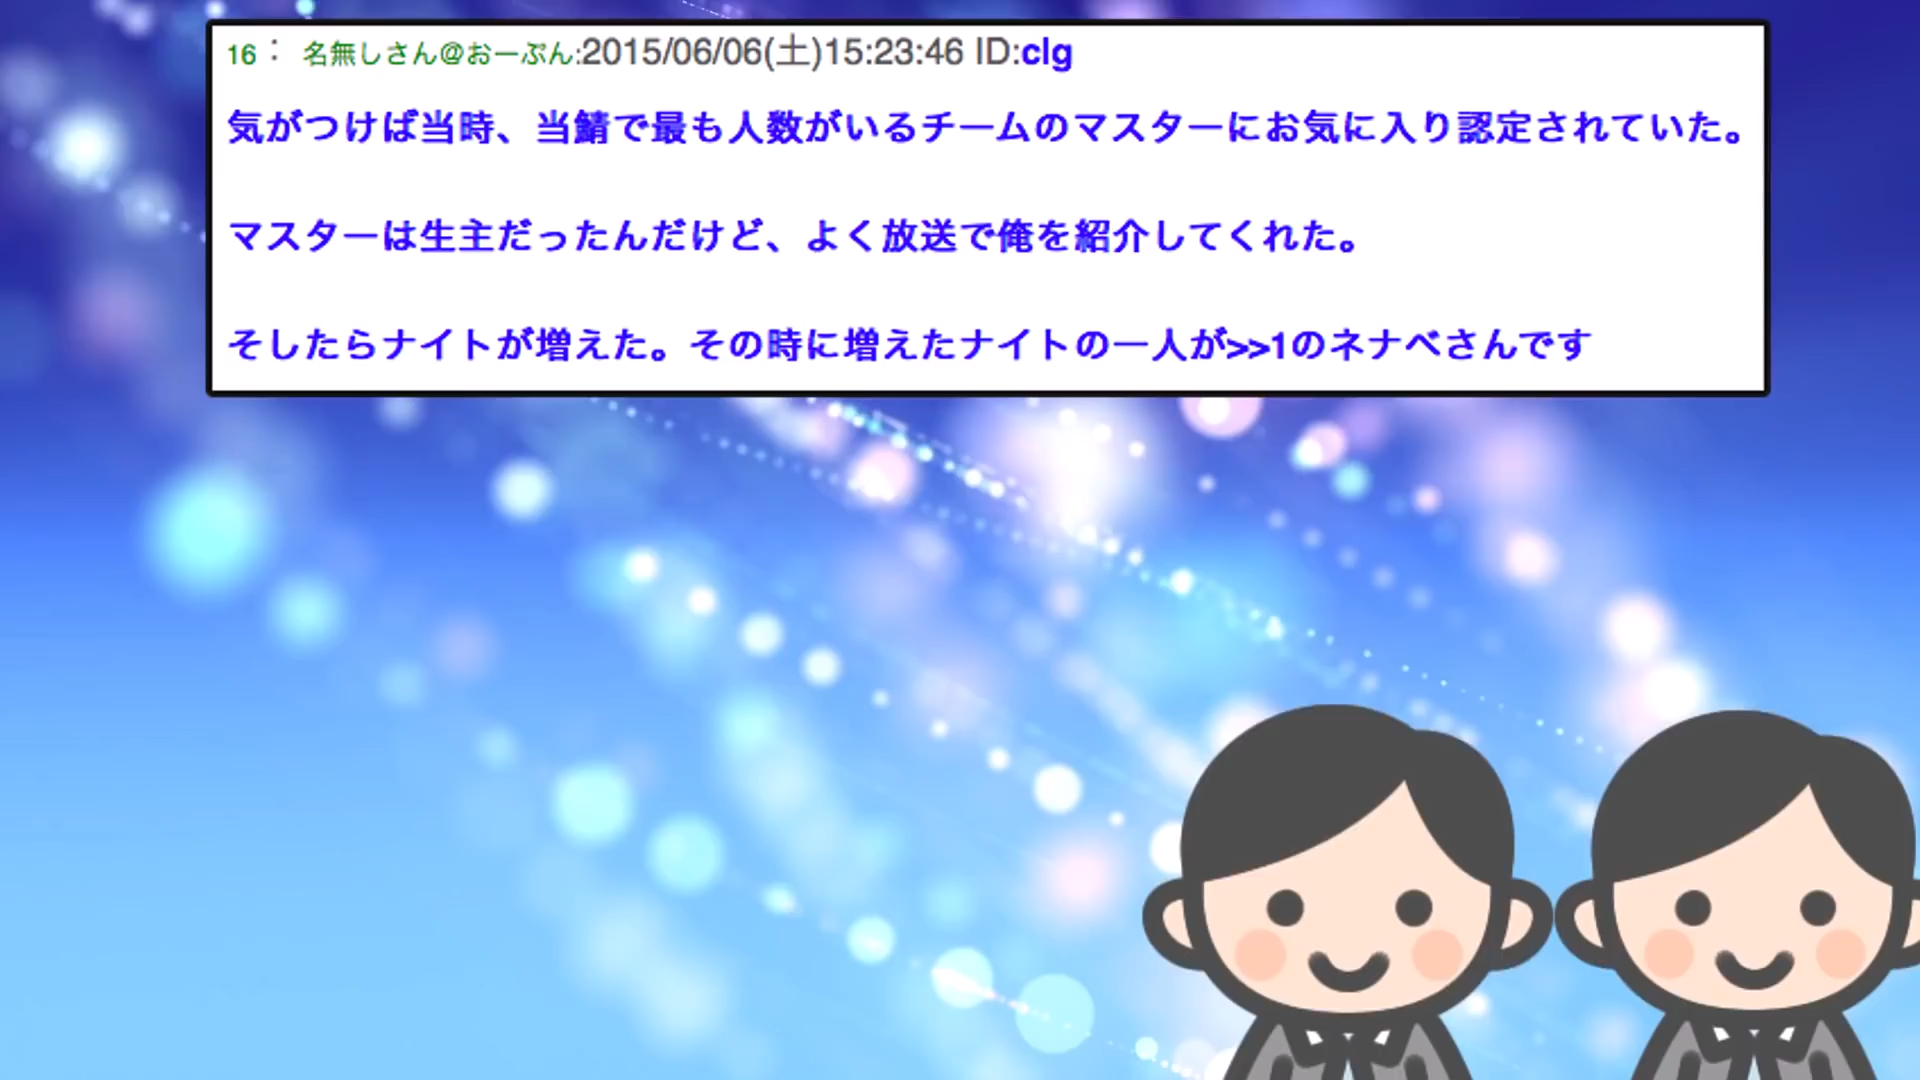 16： 名無しさん@おーぷん:2015/06/06(土)15:23:46 ID:clg
気がつけば当時、当鯖で最も人数がいるチームのマスターにお気に入り認定されていた。
マスターは生主だったんだけど、よく放送で俺を紹介してくれた。
そしたらナイトが増えた。その時に増えたナイトの一人が>>1のネナベさんです